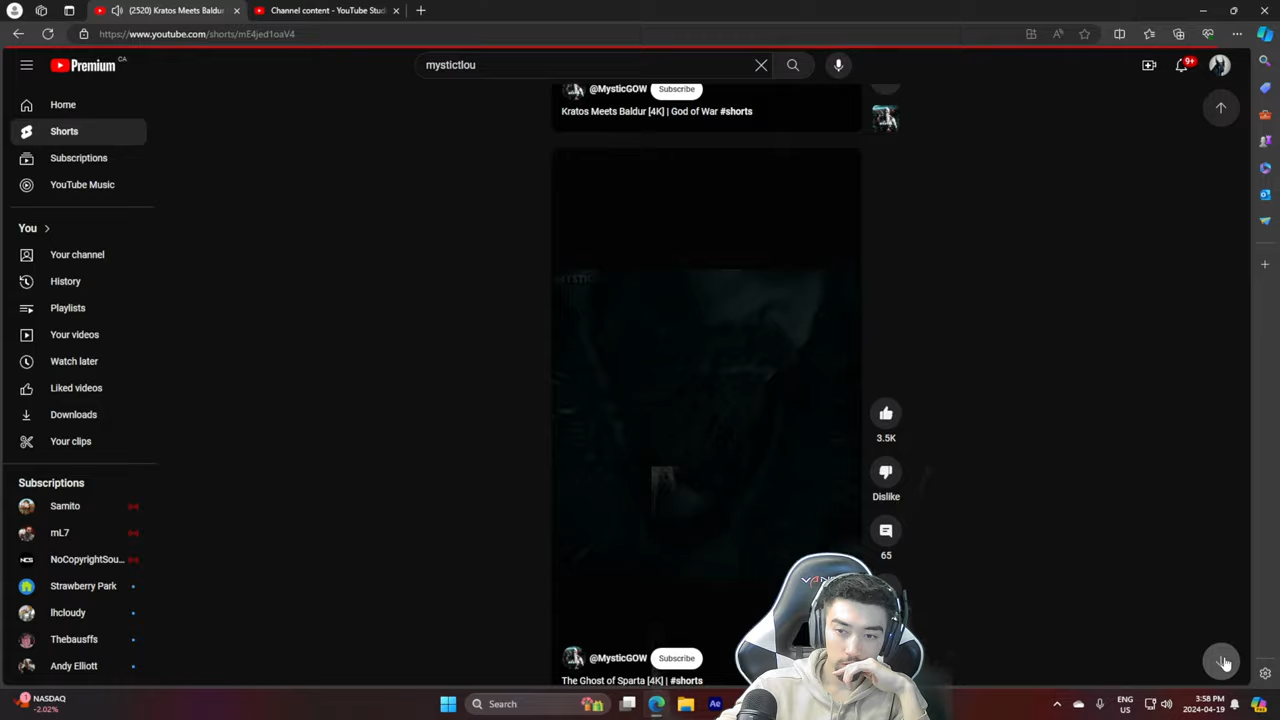 (2520) Kratos Meets Baldur
Channel content - YouTube Stud
https://www.youtube.com/shorts/mE4jed1oaV4
Premium CA
mystictlou
9+
Home
Shorts
Subscriptions
YouTube Music
You
Your channel
History
Playlists
Your videos
Watch later
Liked videos
Downloads
Your clips
Subscriptions
Samito
mL7
NCS NoCopyrightSou...
Strawberry Park
lhcloudy
Thebausffs
Andy Elliott
@MysticGOW Subscribe
Kratos Meets Baldur [4K] | God of War #shorts
3.5K
Dislike
65
@MysticGOW Subscribe
The Ghost of Sparta [4K] | #shorts
1
NASDAQ
-2.02%
Search
Ae
ENG
US
3:58 PM
2024-04-19